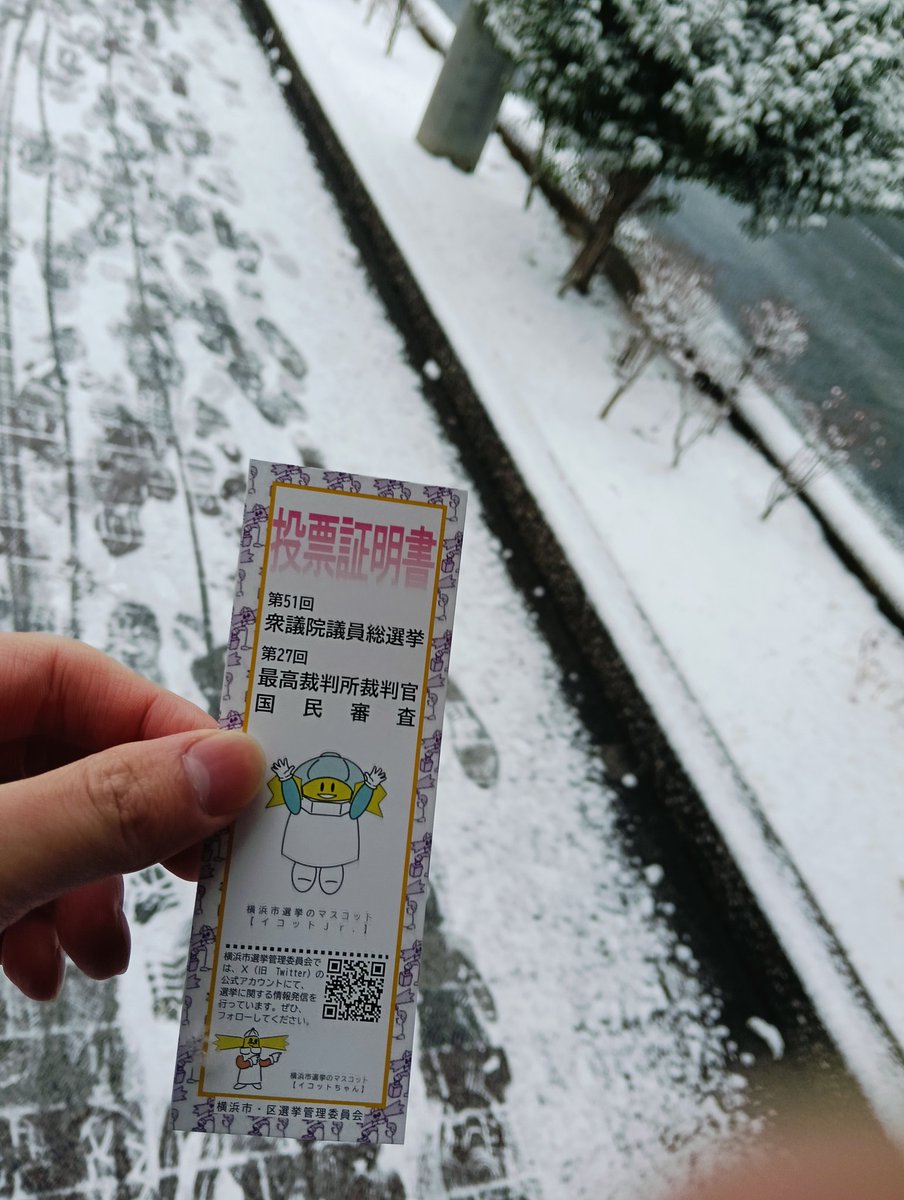 投票証明書
第51回
衆議院議員総選挙
第27回
最高裁判所裁判官
国民審査
横浜市選挙のマスコット
【イコットJr.】
横浜市選挙管理委員会で
は、X（旧 Twitter）の
公式アカウントにて、
選挙に関する情報発信を
行っています。ぜひ、
フォローしてください。
横浜市選挙のマスコット
【イコットちゃん】
横浜市・区選挙管理委員会